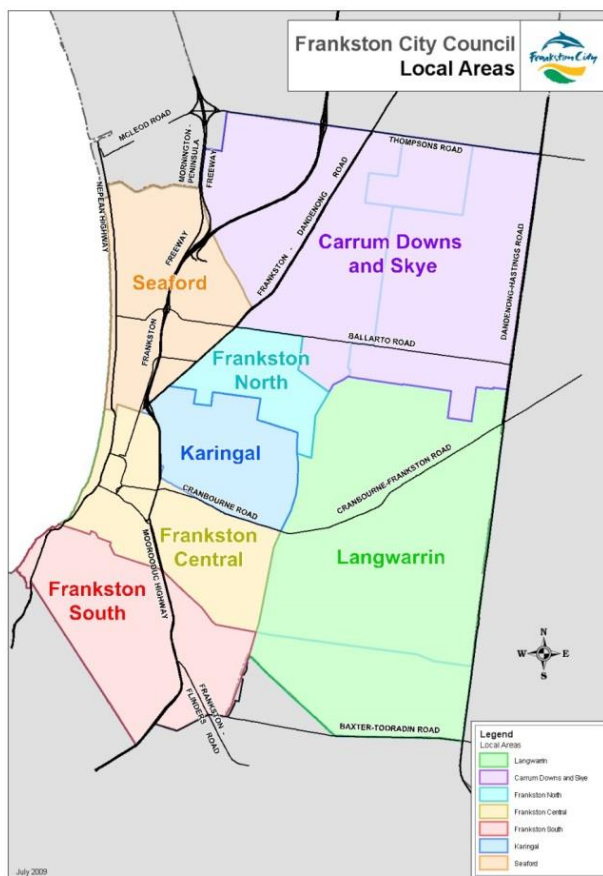 Frankston City Council
Local Areas
Frankston City
MCLEOD ROAD
MORNINGTON -
PENINSULA
FREEWAY
THOMPSONS ROAD
NEPEAN HIGHWAY
FREEWAY
FRANKSTON -
DANDENONG
ROAD
Carrum Downs
and Skye
DANDENONG-HASTINGS ROAD
Seaford
FRANKSTON
BALLARTO ROAD
Frankston
North
Karingal
CRANBOURNE ROAD
CRANBOURNE-FRANKSTON ROAD
Frankston
Central
MOOROODUC HIGHWAY
Langwarrin
Frankston
South
N
W
E
S
FRANKSTON -
FLINDERS
ROAD
BAXTER-TOORADIN ROAD
Legend
Local Areas
Langwarrin
Carrum Downs and Skye
Frankston North
Frankston Central
Frankston South
Karingal
Seaford
July 2009